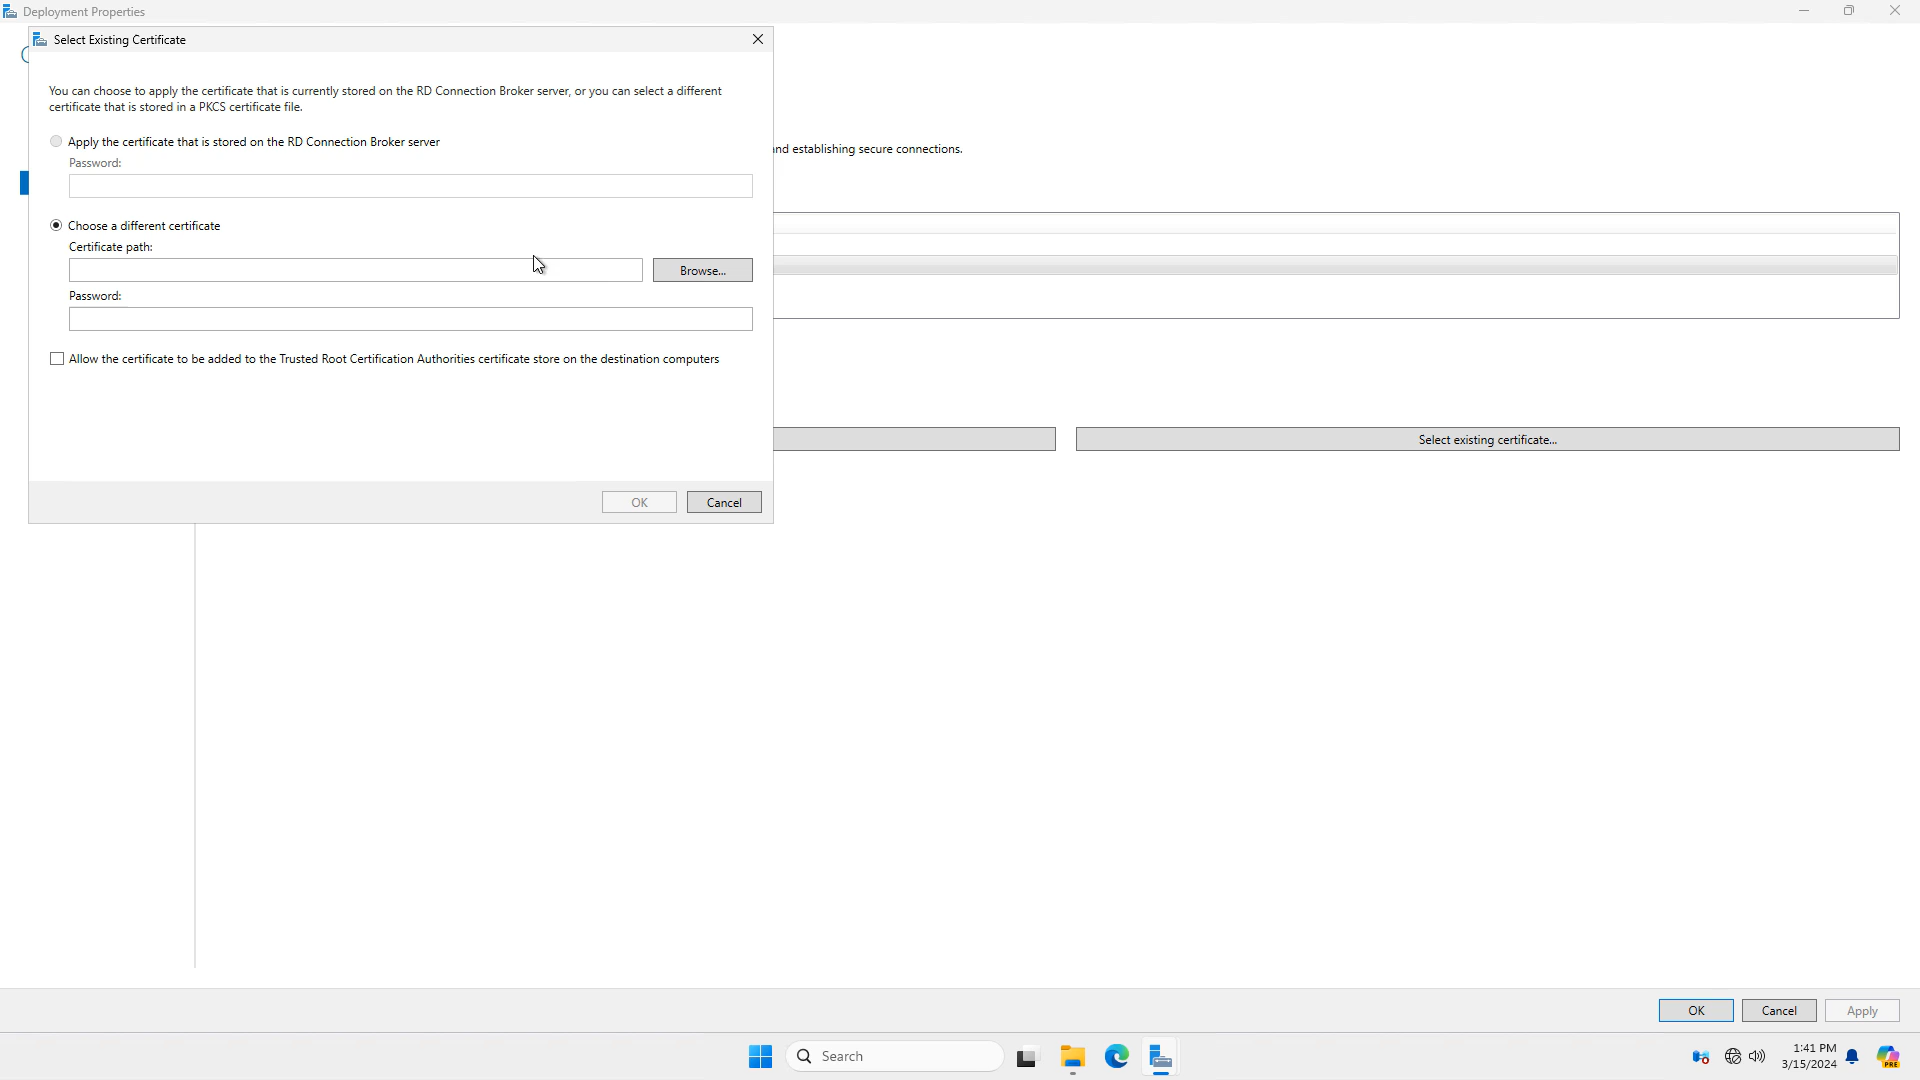 Deployment Properties
Select Existing Certificate
You can choose to apply the certificate that is currently stored on the RD Connection Broker server, or you can select a different
certificate that is stored in a PKCS certificate file.
Apply the certificate that is stored on the RD Connection Broker server
and establishing secure connections.
Password:
Choose a different certificate
Certificate path:
Browse...
Password:
Allow the certificate to be added to the Trusted Root Certification Authorities certificate store on the destination computers
Select existing certificate...
OK
Cancel
OK
Cancel
Apply
Search
1:41 PM
3/15/2024
PRE